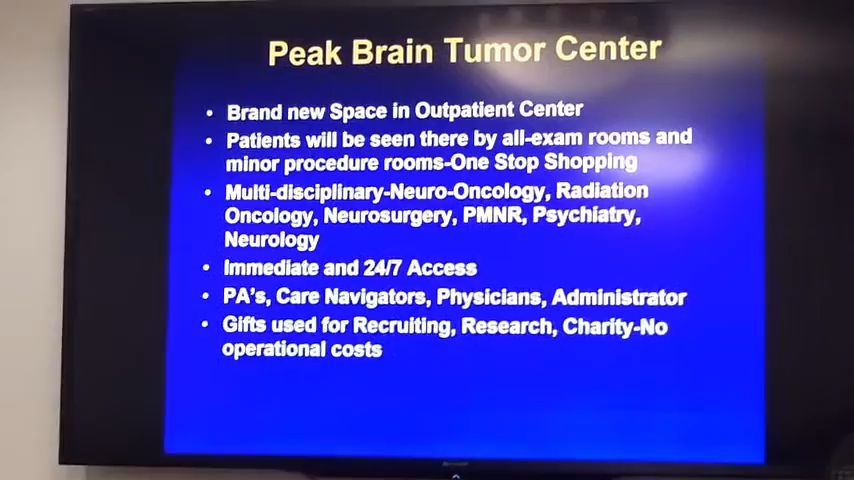 Peak Brain Tumor Center
• Brand new Space in Outpatient Center
• Patients will be seen there by all-exam rooms and
minor procedure rooms-One Stop Shopping
• Multi-disciplinary-Neuro-Oncology, Radiation
Oncology, Neurosurgery, PMNR, Psychiatry,
Neurology
• Immediate and 24/7 Access
• PA's, Care Navigators, Physicians, Administrator
• Gifts used for Recruiting, Research, Charity-No
operational costs